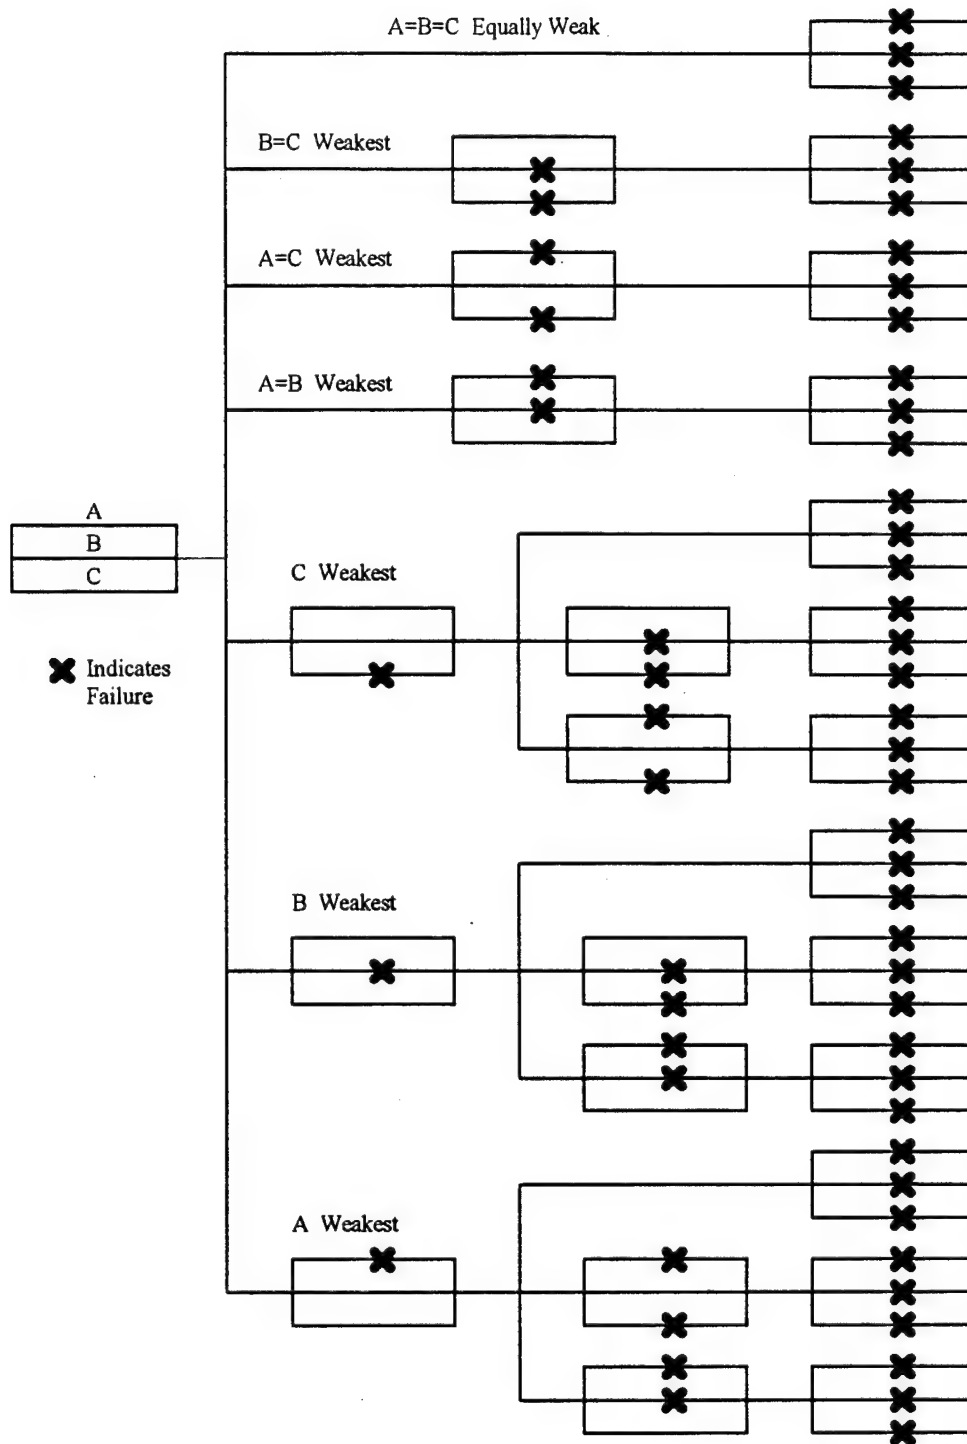 A=B=C Equally Weak
B=C Weakest
A=C Weakest
A=B Weakest
A
B
C
C Weakest
Indicates
Failure
B Weakest
A Weakest